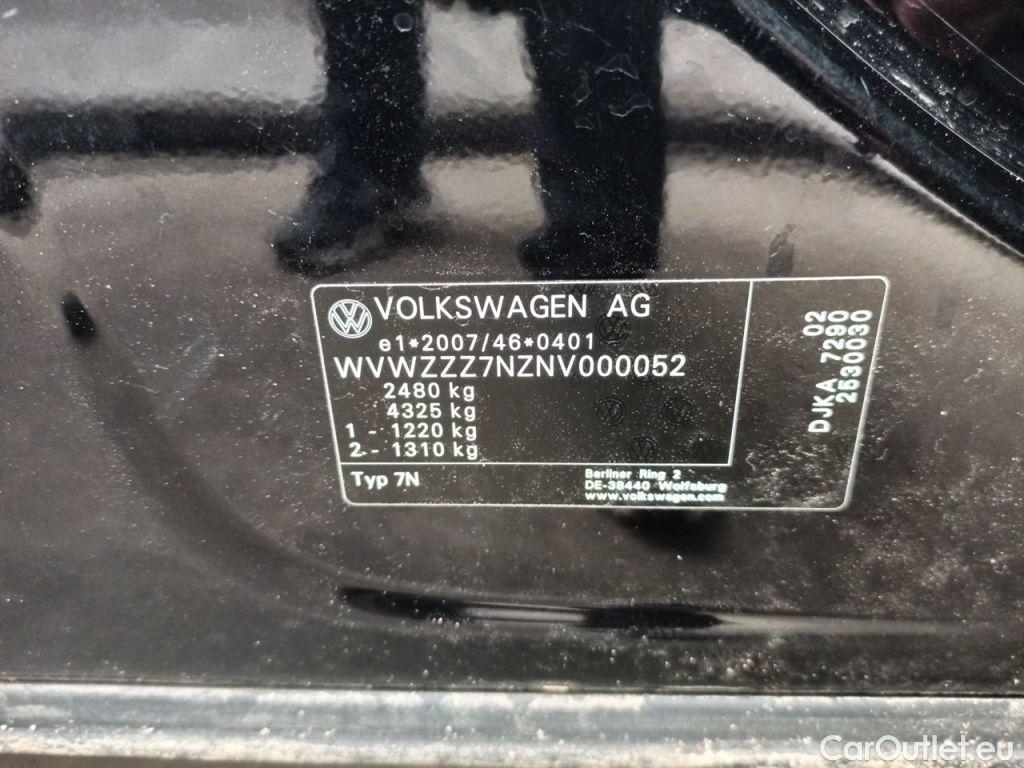 VOLKSWAGEN AG
e1*2007/46*0401
WVWZZZ7NZNV000052
2480 kg
4325 kg
1 - 1220 kg
2 - 1310 kg
Typ 7N
Berliner Ring 2
DE-38440 Wolfsburg
www.volkswagen.com
02
DJKA 7290
2530030
CarOutlet.eu